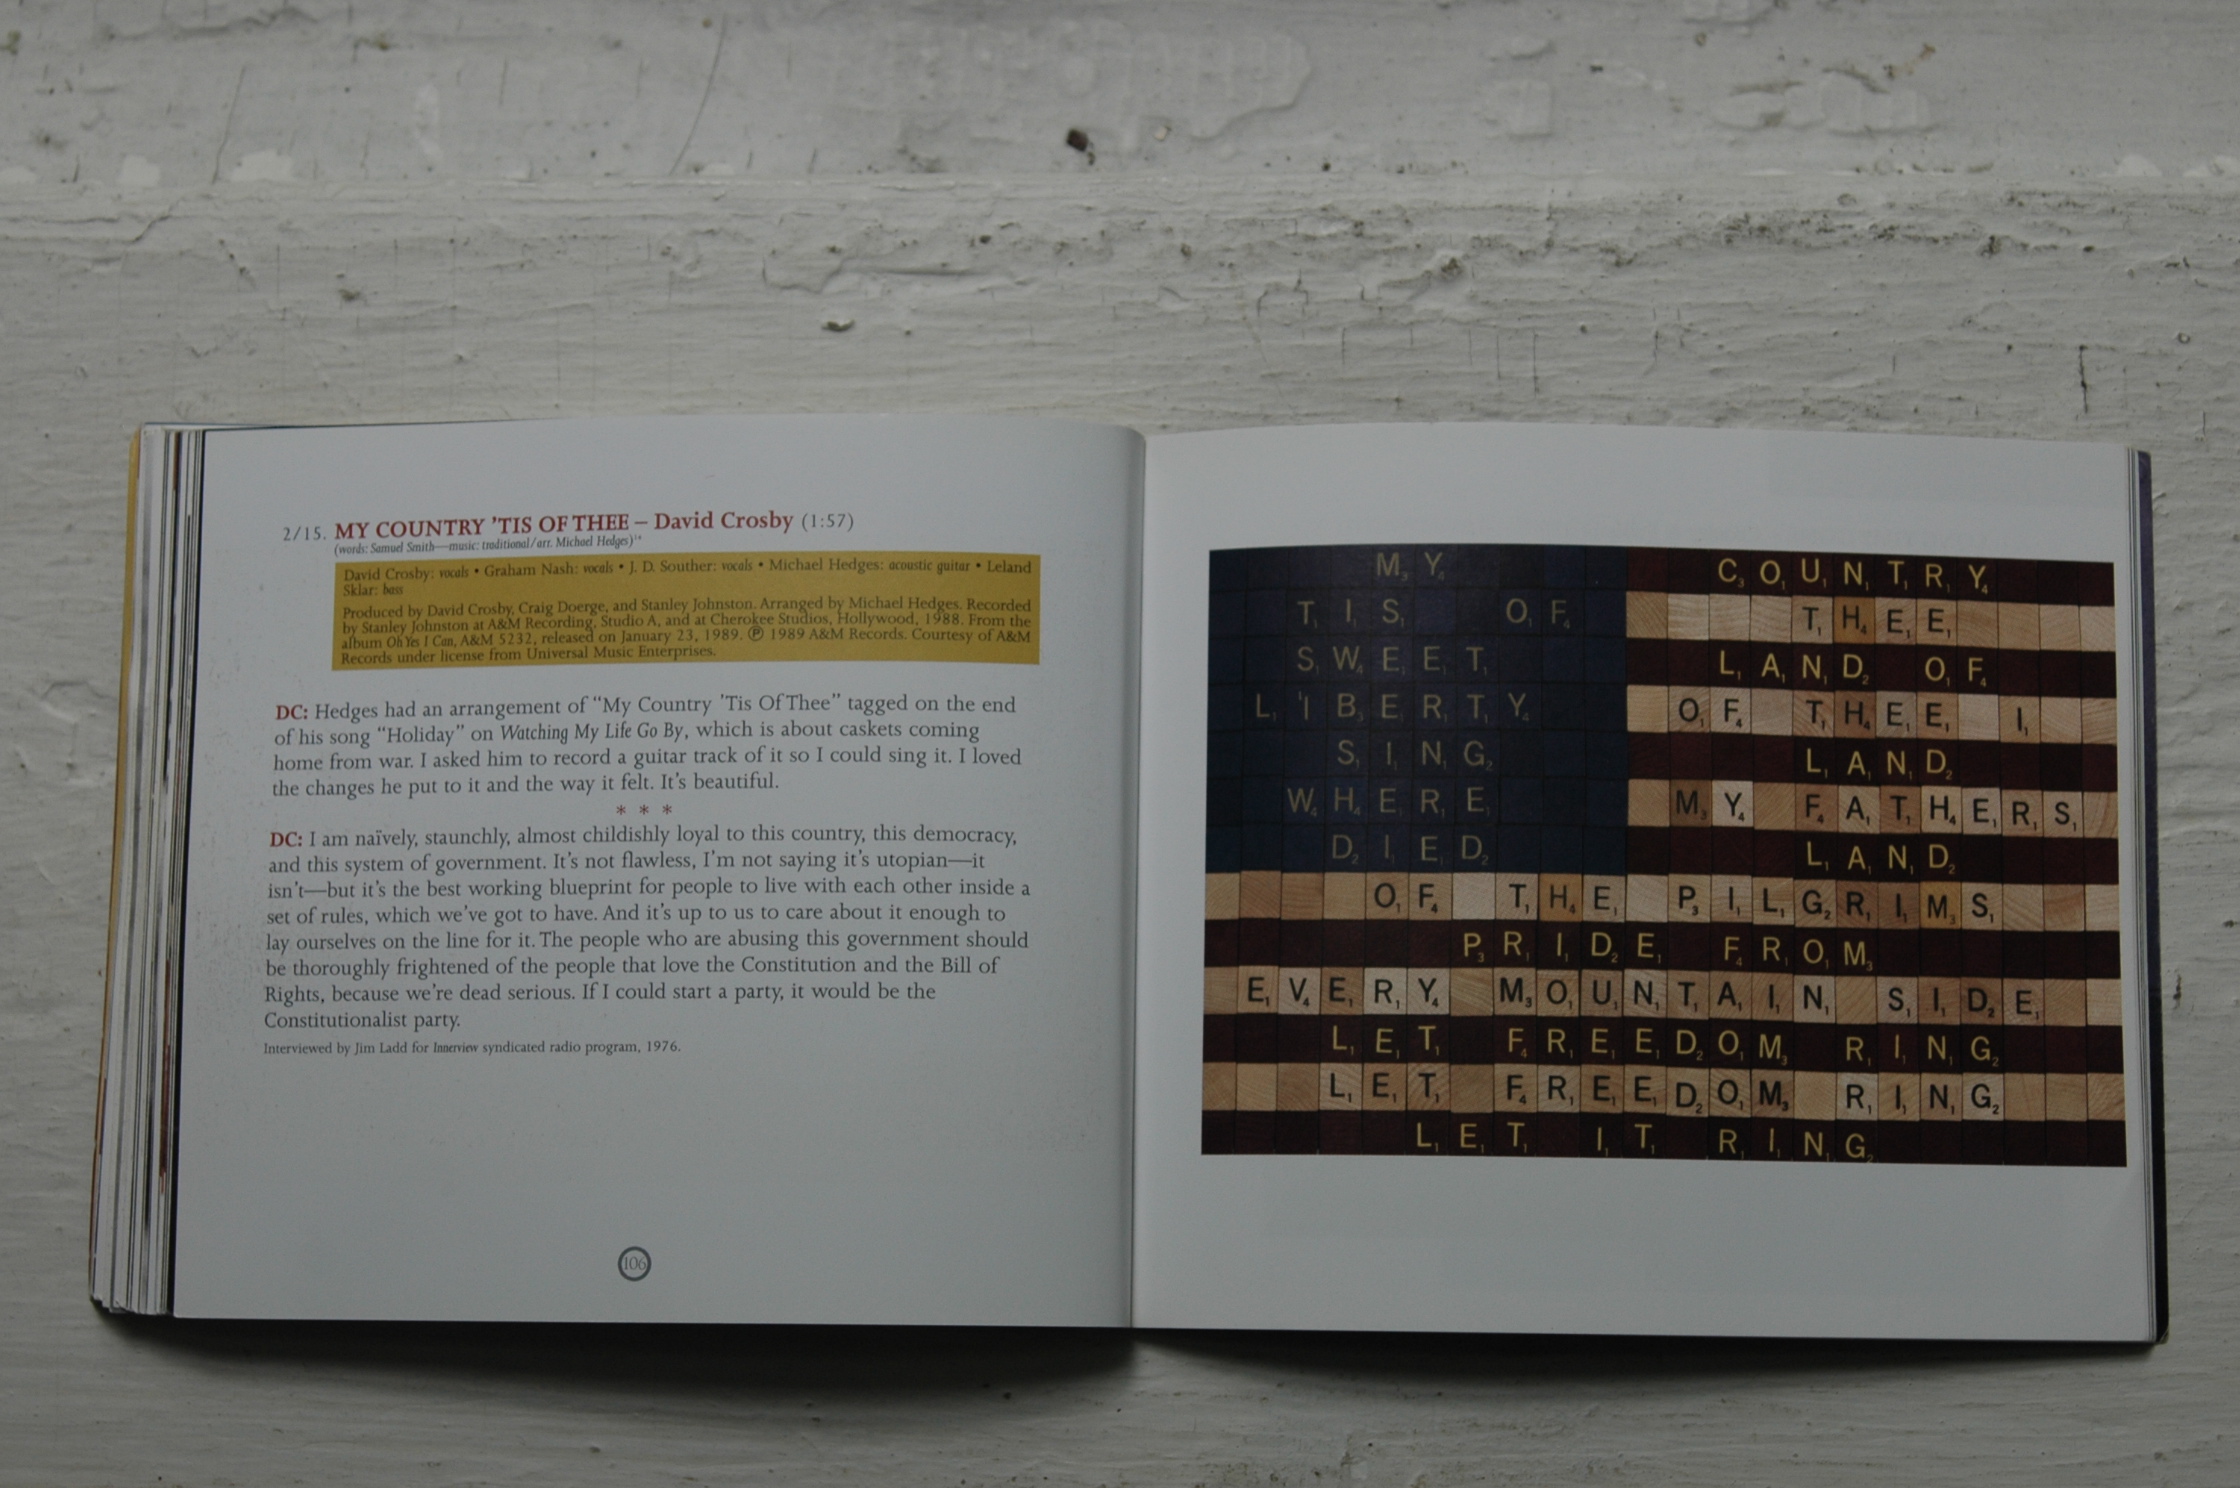 2/15. MY COUNTRY 'TIS OF THEE – David Crosby (1:57)
(words: Samuel Smith—music: traditional/arr. Michael Hedges)¹⁴
David Crosby: vocals • Graham Nash: vocals • J. D. Souther: vocals • Michael Hedges: acoustic guitar • Leland
Sklar: bass
Produced by David Crosby, Craig Doerge, and Stanley Johnston. Arranged by Michael Hedges. Recorded
by Stanley Johnston at A&M Recording, Studio A, and at Cherokee Studios, Hollywood, 1988. From the
album Oh Yes I Can, A&M 5232, released on January 23, 1989. ℗ 1989 A&M Records. Courtesy of A&M
Records under license from Universal Music Enterprises.
DC: Hedges had an arrangement of “My Country 'Tis Of Thee” tagged on the end
of his song “Holiday” on Watching My Life Go By, which is about caskets coming
home from war. I asked him to record a guitar track of it so I could sing it. I loved
the changes he put to it and the way it felt. It's beautiful.
* * *
DC: I am naïvely, staunchly, almost childishly loyal to this country, this democracy,
and this system of government. It's not flawless, I'm not saying it's utopian—it
isn't—but it's the best working blueprint for people to live with each other inside a
set of rules, which we've got to have. And it's up to us to care about it enough to
lay ourselves on the line for it. The people who are abusing this government should
be thoroughly frightened of the people that love the Constitution and the Bill of
Rights, because we're dead serious. If I could start a party, it would be the
Constitutionalist party.
Interviewed by Jim Ladd for Innerview syndicated radio program, 1976.
106
MY COUNTRY
TIS OF THEE
SWEET LAND OF
LIBERTY OF THEE I
SING LAND
WHERE MY FATHERS
DIED LAND
OF THE PILGRIMS
PRIDE FROM
EVERY MOUNTAIN SIDE
LET FREEDOM RING
LET FREEDOM RING
LET IT RING